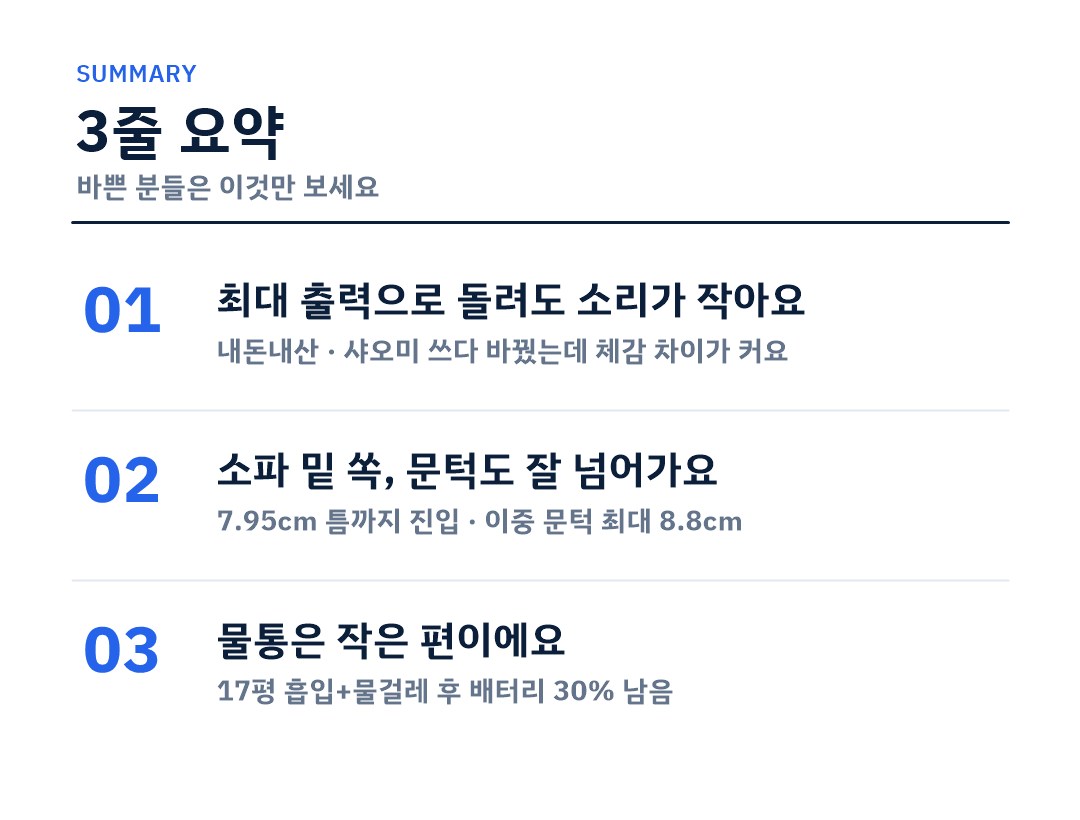 SUMMARY
3줄 요약
바쁜 분들은 이것만 보세요
01
최대 출력으로 돌려도 소리가 작아요
내돈내산 · 샤오미 쓰다 바꿨는데 체감 차이가 커요
02
소파 밑 쏙, 문턱도 잘 넘어가요
7.95cm 틈까지 진입 · 이중 문턱 최대 8.8cm
03
물통은 작은 편이에요
17평 흡입+물걸레 후 배터리 30% 남음